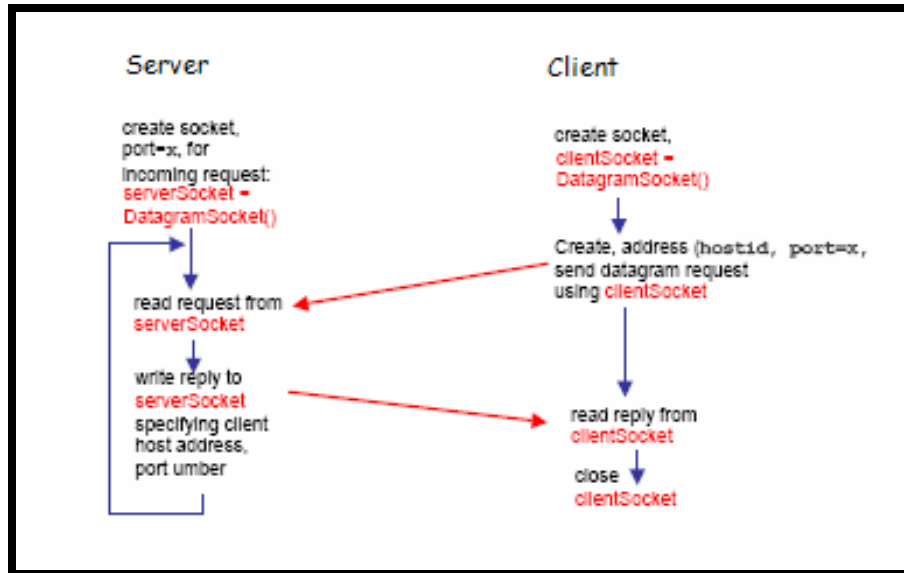 Server
create socket,
port=x, for
incoming request:
serverSocket =
DatagramSocket()
read request from
serverSocket
write reply to
serverSocket
specifying client
host address,
port umber
Client
create socket,
clientSocket =
DatagramSocket()
Create, address (hostid, port=x,
send datagram request
using clientSocket
read reply from
clientSocket
close
clientSocket